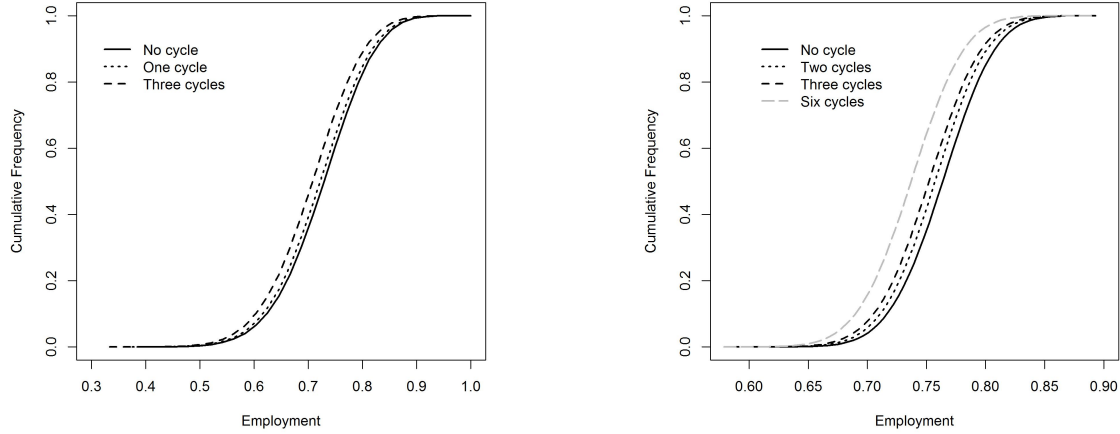 1.0
0.8
0.6
0.4
0.2
0.0
Cumulative Frequency
No cycle
One cycle
Three cycles
0.3 0.4 0.5 0.6 0.7 0.8 0.9 1.0
Employment
1.0
0.8
0.6
0.4
0.2
0.0
Cumulative Frequency
No cycle
Two cycles
Three cycles
Six cycles
0.60 0.65 0.70 0.75 0.80 0.85 0.90
Employment